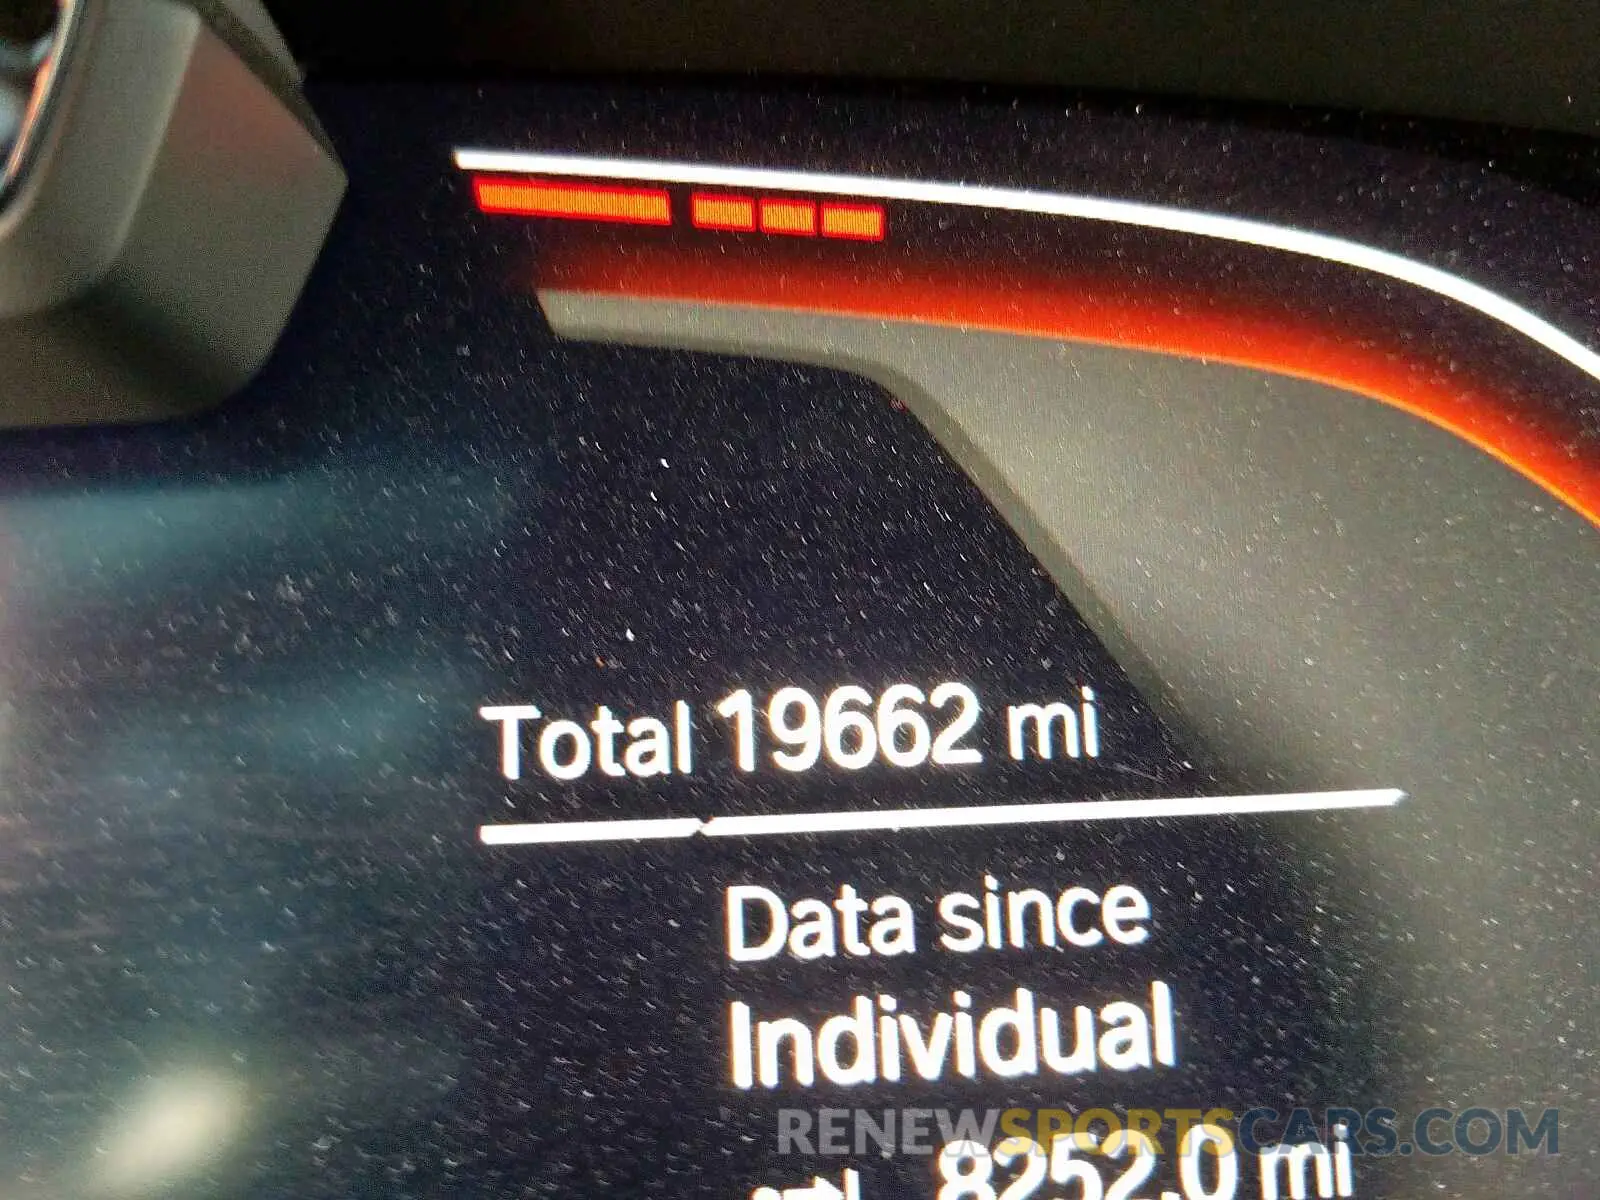 Total 19662 mi
Data since
Individual
RENEWSPORTSCARS.COM
8252.0 mi